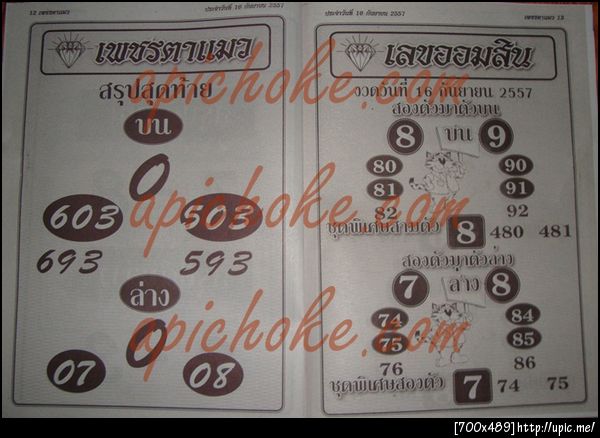 12 เพชรตาแมว
ประจำวันที่ 16 กันยายน 2557
เพชรตาแมว
สรุปสุดท้าย
บน
0
603 503
693 593
ล่าง
0
07 08
ประจำวันที่ 16 กันยายน 2557
เพชรตาแมว 13
เลขออมสิน
งวดวันที่ 16 กันยายน 2557
สองตัวมาตัวบน
8 บน 9
80 90
81 91
82 92
ชุดพิเศษสามตัว 8 480 481
สองตัวมาตัวล่าง
7 ล่าง 8
74 84
75 85
76 86
ชุดพิเศษสองตัว 7 74 75
apichoke.com
apichoke.com
apichoke.com
[700x489]http://upic.me/